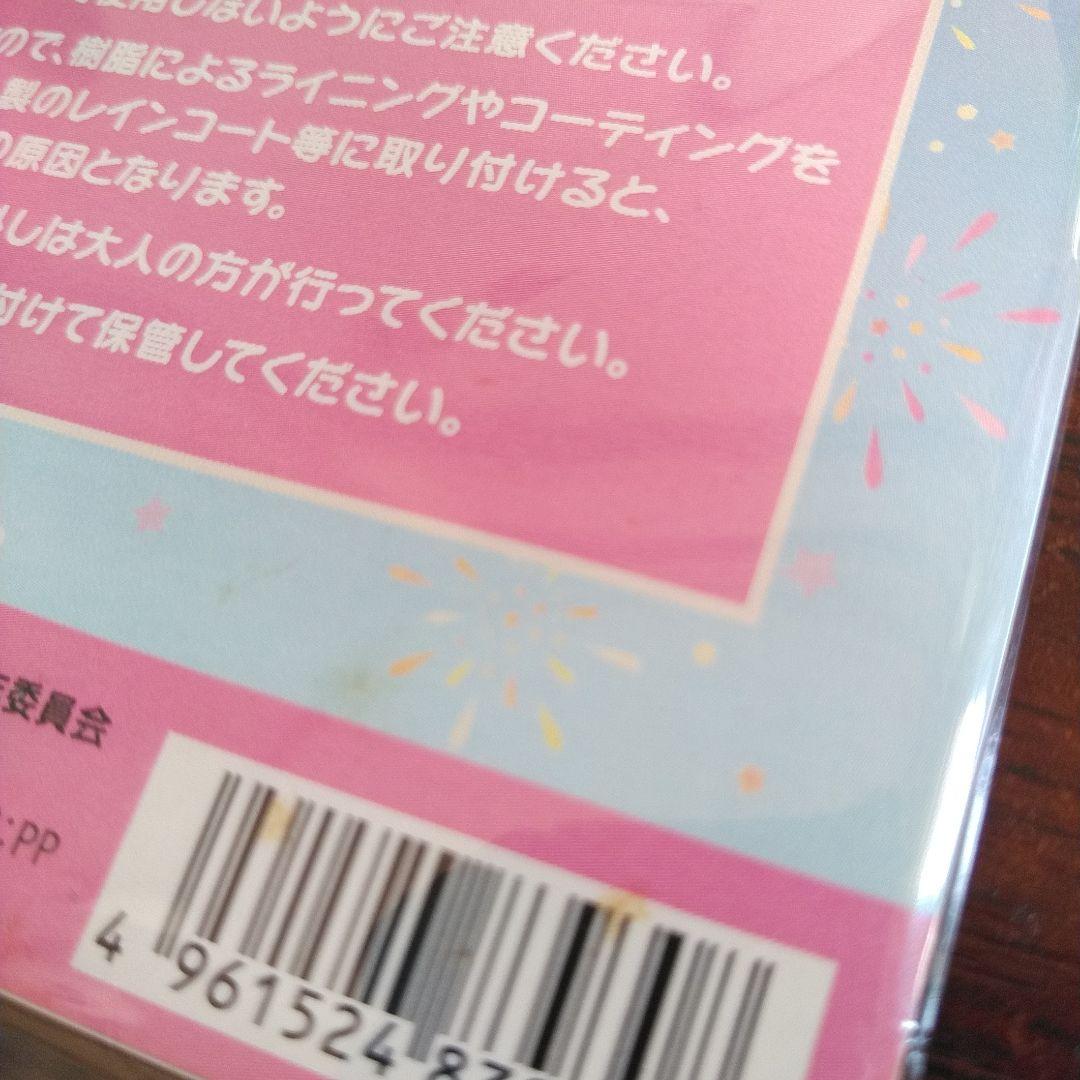 使用しないようにご注意ください。
ので、樹脂によるライニングやコーティングを
製のレインコート等に取り付けると、
の原因となります。
しは大人の方が行ってください。
付けて保管してください。
委員会
:PP
4 961524 87